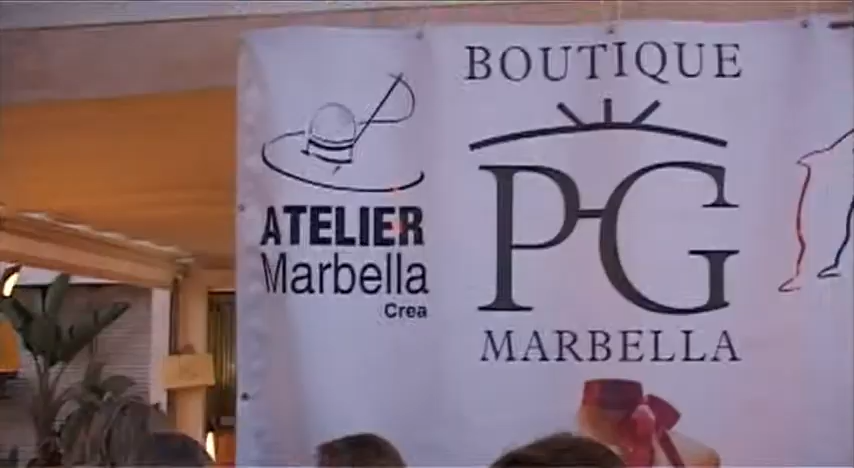 BOUTIQUE
PG
MARBELLA
ATELIER
Marbella
Crea